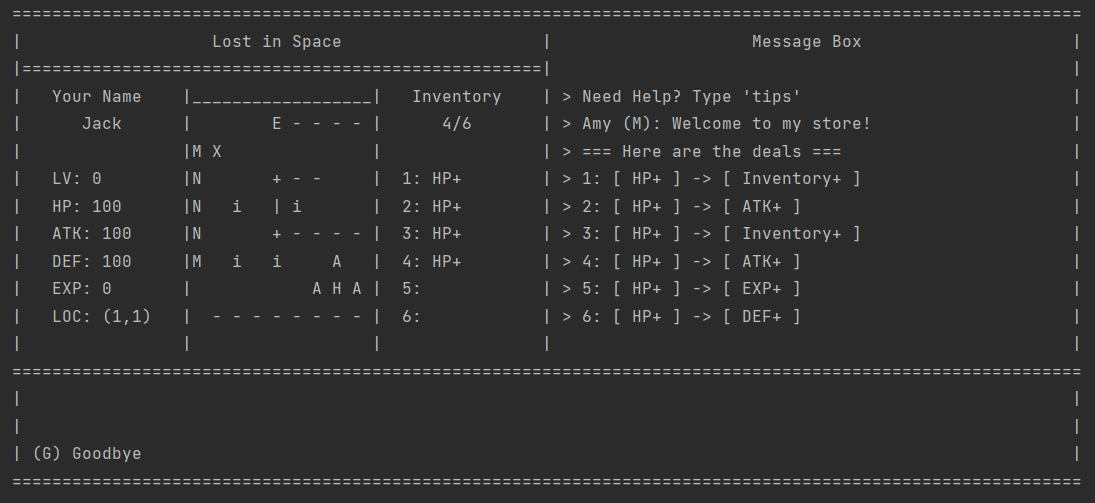 ============================================================================================================
|                   Lost in Space                    |                    Message Box                     |
|====================================================|                                                    |
|   Your Name    |__________________|   Inventory    | > Need Help? Type 'tips'                           |
|      Jack      |        E - - - - |      4/6       | > Amy (M): Welcome to my store!                    |
|                |M X               |                | > === Here are the deals ===                       |
|   LV: 0        |N       + - -     |  1: HP+        | > 1: [ HP+ ] -> [ Inventory+ ]                     |
|   HP: 100      |N   i   | i       |  2: HP+        | > 2: [ HP+ ] -> [ ATK+ ]                           |
|   ATK: 100     |N       + - - - - |  3: HP+        | > 3: [ HP+ ] -> [ Inventory+ ]                     |
|   DEF: 100     |M   i   i     A   |  4: HP+        | > 4: [ HP+ ] -> [ ATK+ ]                           |
|   EXP: 0       |            A H A |  5:            | > 5: [ HP+ ] -> [ EXP+ ]                           |
|   LOC: (1,1)   |  - - - - - - - - |  6:            | > 6: [ HP+ ] -> [ DEF+ ]                           |
|                |                  |                |                                                    |
============================================================================================================
|                                                                                                          |
|                                                                                                          |
| (G) Goodbye                                                                                              |
============================================================================================================